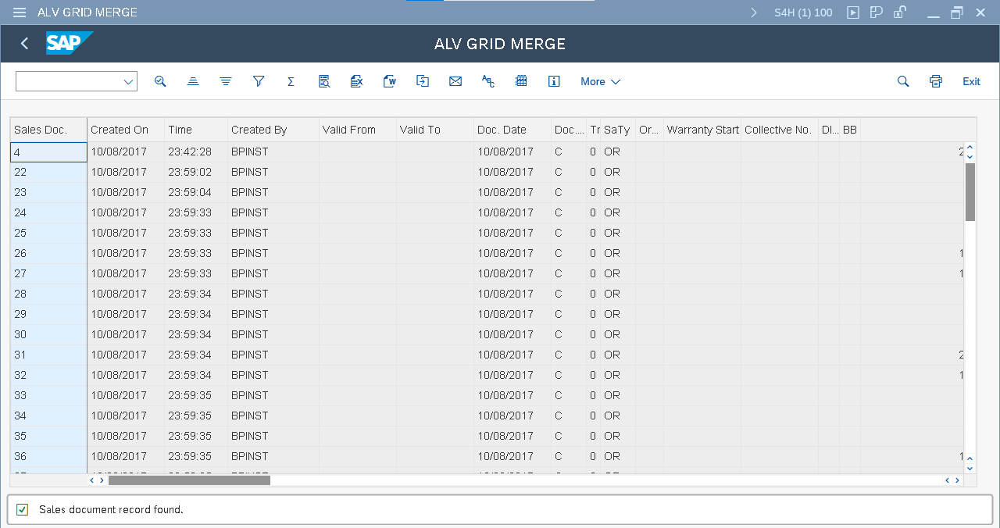 ALV GRID MERGE S4H (1) 100
SAP ALV GRID MERGE
More Exit
Sales Doc. Created On Time Created By Valid From Valid To Doc. Date Doc.... Tr SaTy Or... Warranty Start Collective No. Dl... BB
4 10/08/2017 23:42:28 BPINST 10/08/2017 C 0 OR 2
22 10/08/2017 23:59:02 BPINST 10/08/2017 C 0 OR
23 10/08/2017 23:59:04 BPINST 10/08/2017 C 0 OR
24 10/08/2017 23:59:33 BPINST 10/08/2017 C 0 OR
25 10/08/2017 23:59:33 BPINST 10/08/2017 C 0 OR
26 10/08/2017 23:59:33 BPINST 10/08/2017 C 0 OR 1
27 10/08/2017 23:59:33 BPINST 10/08/2017 C 0 OR 1
28 10/08/2017 23:59:34 BPINST 10/08/2017 C 0 OR
29 10/08/2017 23:59:34 BPINST 10/08/2017 C 0 OR
30 10/08/2017 23:59:34 BPINST 10/08/2017 C 0 OR
31 10/08/2017 23:59:34 BPINST 10/08/2017 C 0 OR 2
32 10/08/2017 23:59:34 BPINST 10/08/2017 C 0 OR 1
33 10/08/2017 23:59:35 BPINST 10/08/2017 C 0 OR
34 10/08/2017 23:59:35 BPINST 10/08/2017 C 0 OR
35 10/08/2017 23:59:35 BPINST 10/08/2017 C 0 OR
36 10/08/2017 23:59:35 BPINST 10/08/2017 C 0 OR 1
Sales document record found.